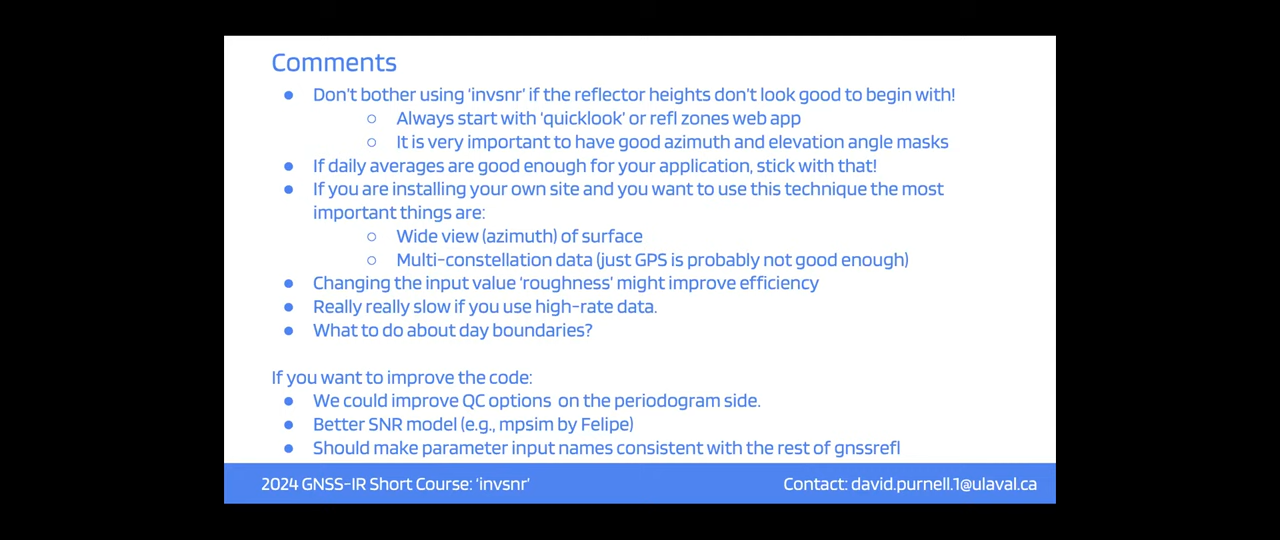 Comments
● Don't bother using 'invsnr' if the reflector heights don't look good to begin with!
○ Always start with 'quicklook' or refl zones web app
○ It is very important to have good azimuth and elevation angle masks
● If daily averages are good enough for your application, stick with that!
● If you are installing your own site and you want to use this technique the most
important things are:
○ Wide view (azimuth) of surface
○ Multi-constellation data (just GPS is probably not good enough)
● Changing the input value 'roughness' might improve efficiency
● Really really slow if you use high-rate data.
● What to do about day boundaries?
If you want to improve the code:
● We could improve QC options on the periodogram side.
● Better SNR model (e.g., mpsim by Felipe)
● Should make parameter input names consistent with the rest of gnssrefl
2024 GNSS-IR Short Course: 'invsnr'
Contact: david.purnell.1@ulaval.ca